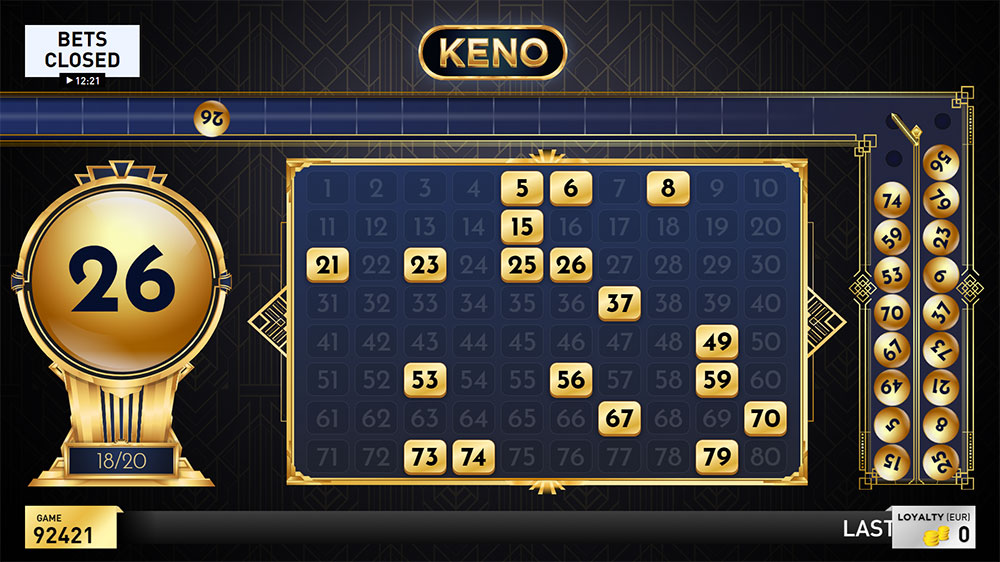 BETS
CLOSED
12:21
KENO
26
26
18/20
1 2 3 4 5 6 7 8 9 10
11 12 13 14 15 16 17 18 19 20
21 22 23 24 25 26 27 28 29 30
31 32 33 34 35 36 37 38 39 40
41 42 43 44 45 46 47 48 49 50
51 52 53 54 55 56 57 58 59 60
61 62 63 64 65 66 67 68 69 70
71 72 73 74 75 76 77 78 79 80
56
74 79
59 23
53 6
70 37
67 73
49 21
5 8
15 25
GAME
92421
LAST
LOYALTY (EUR)
0